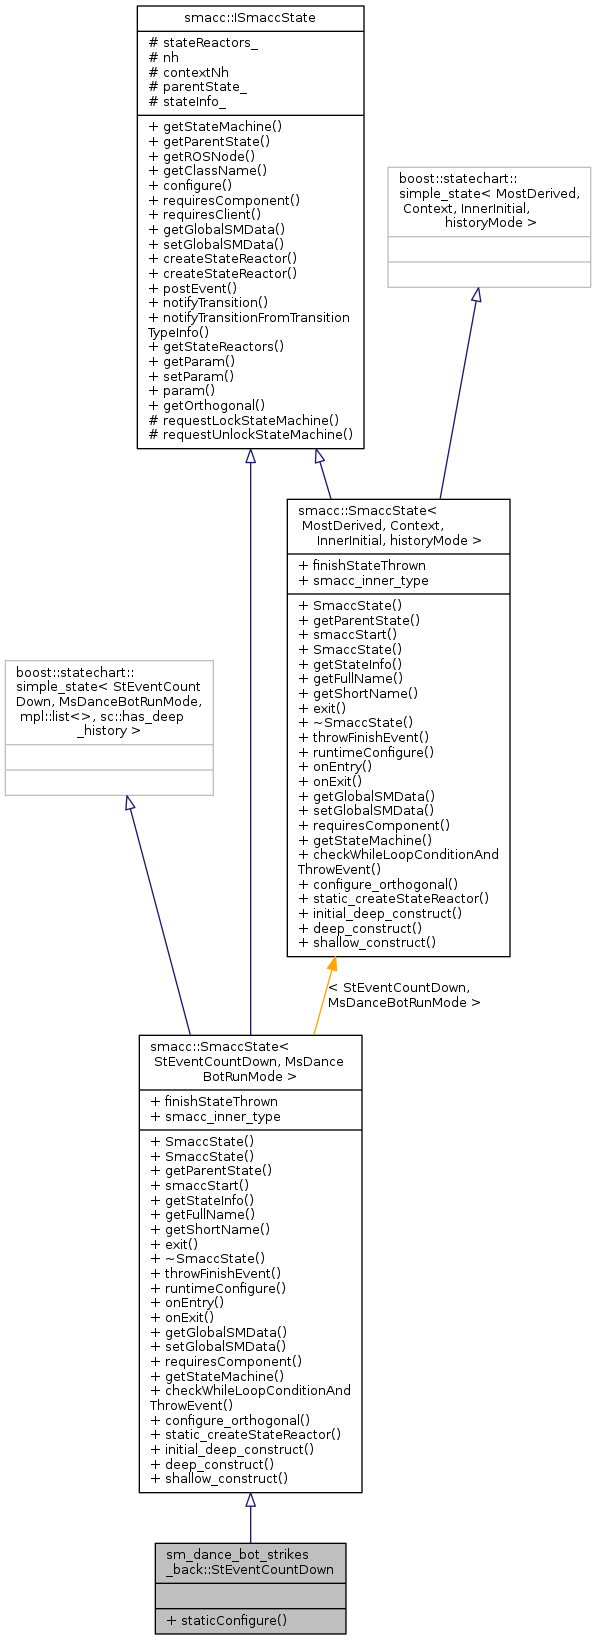 smacc::ISmaccState
# stateReactors_
# nh
# contextNh
# parentState_
# stateInfo_
+ getStateMachine()
+ getParentState()
+ getROSNode()
+ getClassName()
+ configure()
+ requiresComponent()
+ requiresClient()
+ getGlobalSMData()
+ setGlobalSMData()
+ createStateReactor()
+ createStateReactor()
+ postEvent()
+ notifyTransition()
+ notifyTransitionFromTransition
TypeInfo()
+ getStateReactors()
+ getParam()
+ setParam()
+ param()
+ getOrthogonal()
# requestLockStateMachine()
# requestUnlockStateMachine()
boost::statechart::
simple_state< MostDerived,
Context, InnerInitial,
historyMode >
smacc::SmaccState<
MostDerived, Context,
InnerInitial, historyMode >
+ finishStateThrown
+ smacc_inner_type
+ SmaccState()
+ getParentState()
+ smaccStart()
+ SmaccState()
+ getStateInfo()
+ getFullName()
+ getShortName()
+ exit()
+ ~SmaccState()
+ throwFinishEvent()
+ runtimeConfigure()
+ onEntry()
+ onExit()
+ getGlobalSMData()
+ setGlobalSMData()
+ requiresComponent()
+ getStateMachine()
+ checkWhileLoopConditionAnd
ThrowEvent()
+ configure_orthogonal()
+ static_createStateReactor()
+ initial_deep_construct()
+ deep_construct()
+ shallow_construct()
boost::statechart::
simple_state< StEventCount
Down, MsDanceBotRunMode,
mpl::list<>, sc::has_deep
_history >
< StEventCountDown,
MsDanceBotRunMode >
smacc::SmaccState<
StEventCountDown, MsDance
BotRunMode >
+ finishStateThrown
+ smacc_inner_type
+ SmaccState()
+ SmaccState()
+ getParentState()
+ smaccStart()
+ getStateInfo()
+ getFullName()
+ getShortName()
+ exit()
+ ~SmaccState()
+ throwFinishEvent()
+ runtimeConfigure()
+ onEntry()
+ onExit()
+ getGlobalSMData()
+ setGlobalSMData()
+ requiresComponent()
+ getStateMachine()
+ checkWhileLoopConditionAnd
ThrowEvent()
+ configure_orthogonal()
+ static_createStateReactor()
+ initial_deep_construct()
+ deep_construct()
+ shallow_construct()
sm_dance_bot_strikes
_back::StEventCountDown
+ staticConfigure()